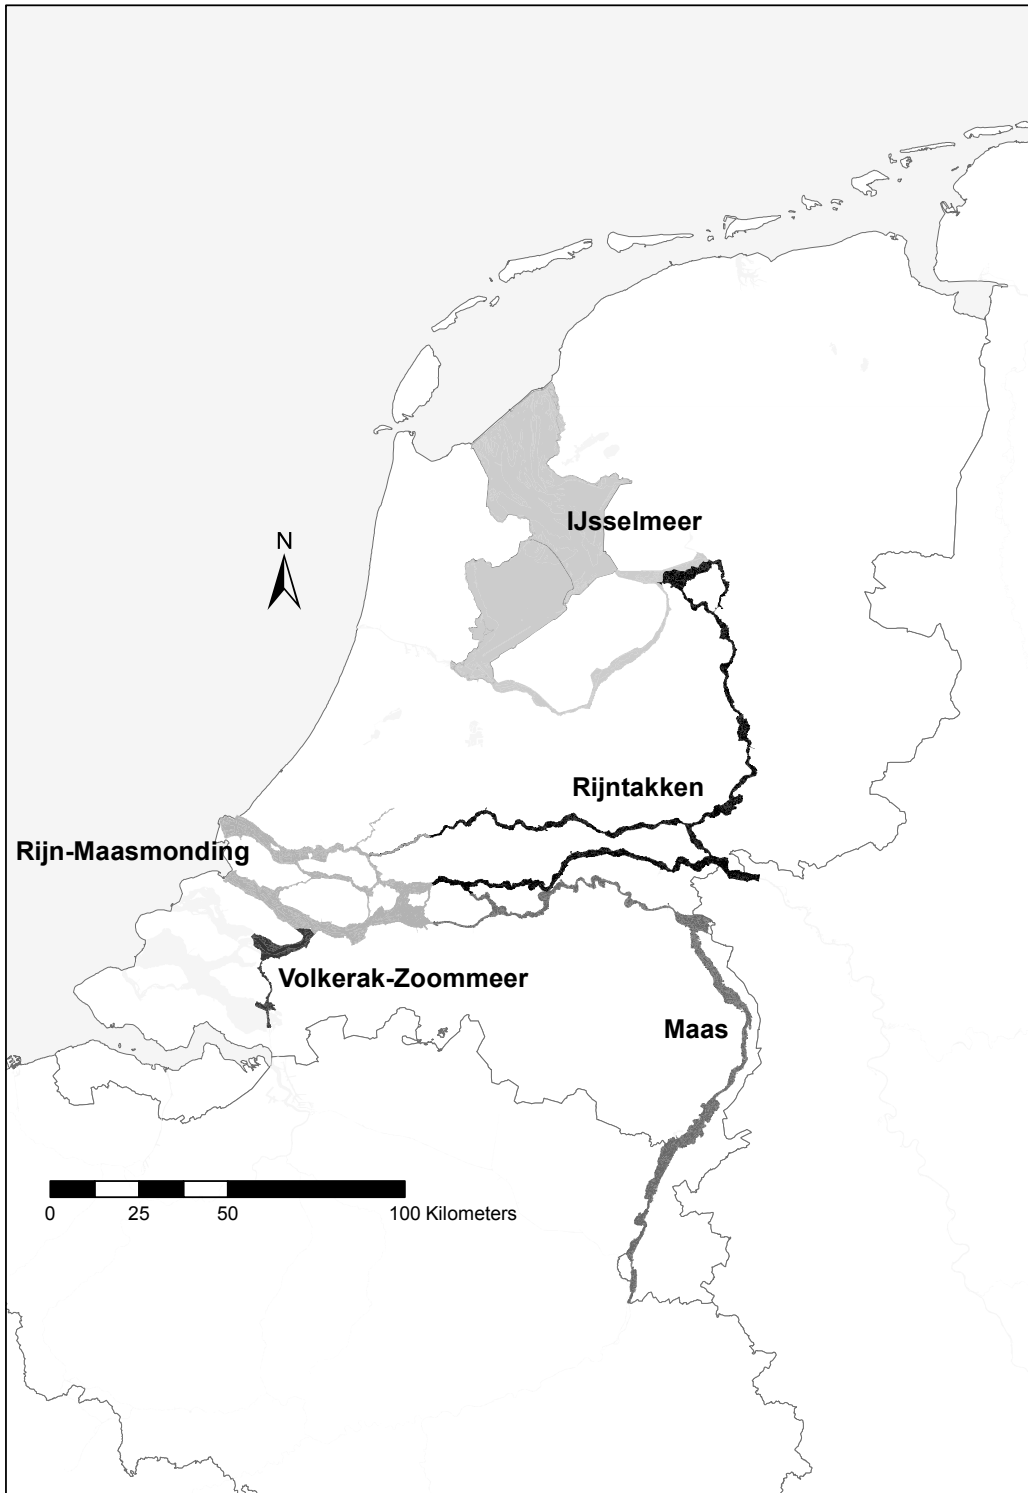 IJsselmeer
N
Rijntakken
Rijn-Maasmonding
Volkerak-Zoommeer
Maas
0 25 50 100 Kilometers